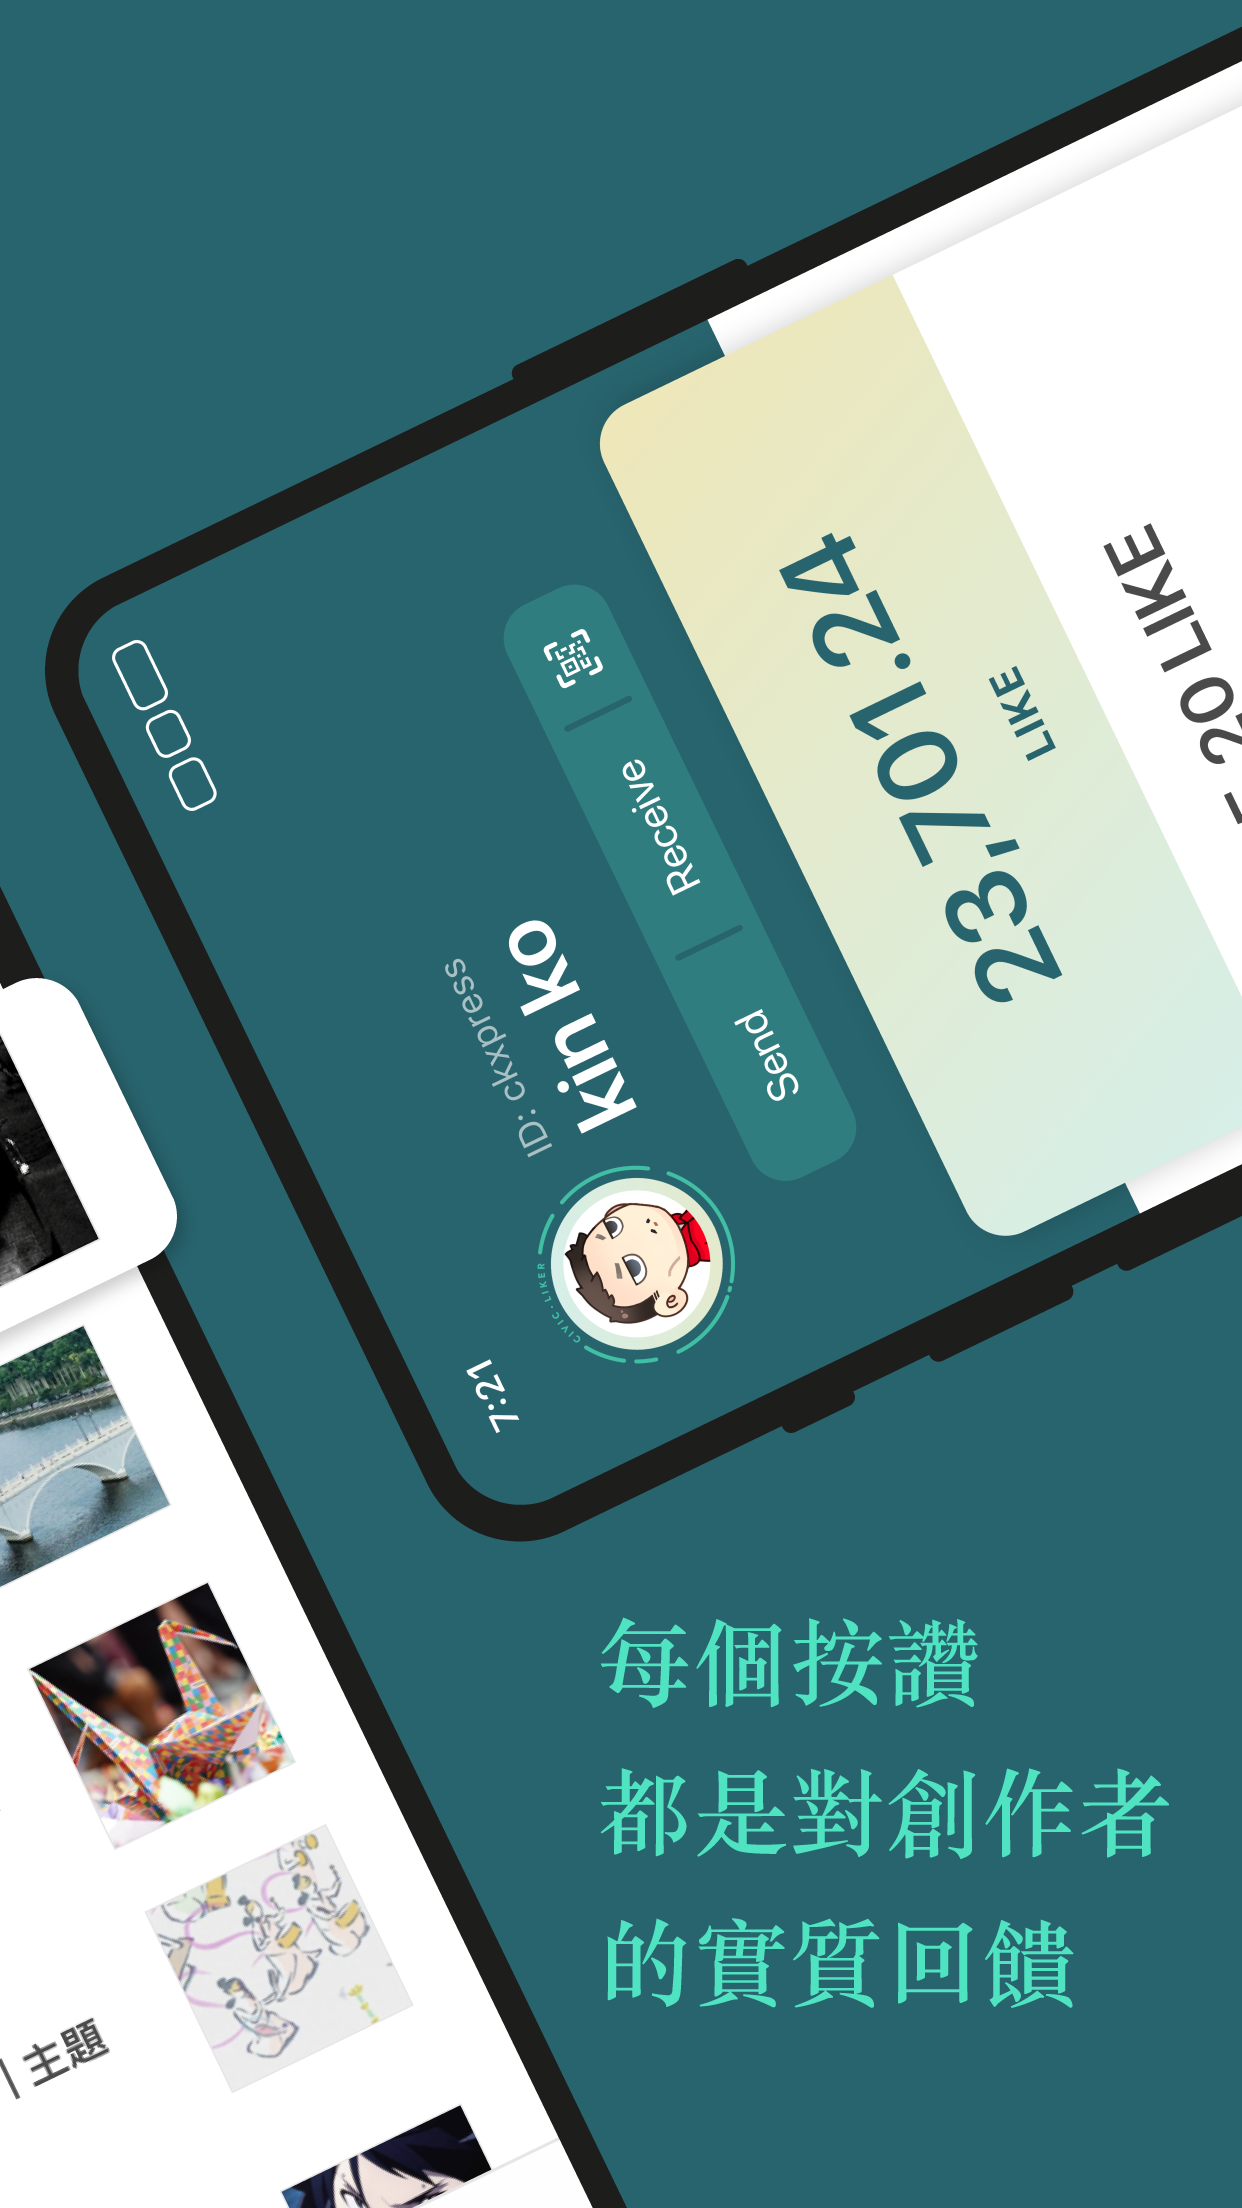 7:21
CIVIC · LIKER
kin ko
ID: ckxpress
Send
Receive
23,701.24
LIKE
20 LIKE
主題
每個按讚
都是對創作者
的實質回饋